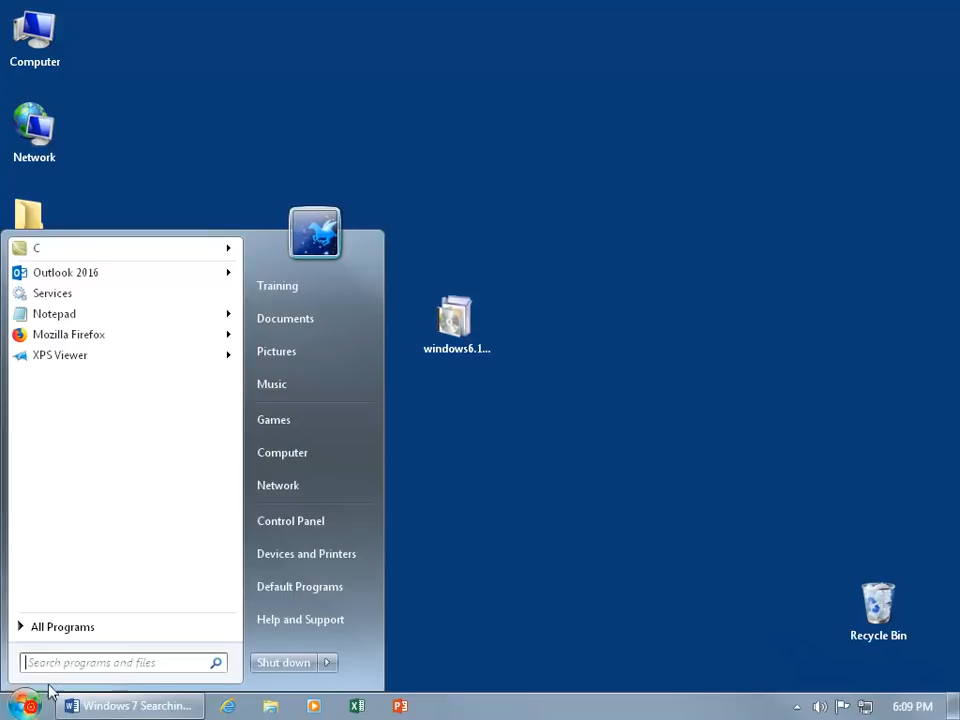 Computer
Network
C
Outlook 2016
Services
Notepad
Mozilla Firefox
XPS Viewer
All Programs
Search programs and files
Training
Documents
Pictures
Music
Games
Computer
Network
Control Panel
Devices and Printers
Default Programs
Help and Support
Shut down
windows6.1...
Recycle Bin
Windows 7 Searchin...
6:09 PM